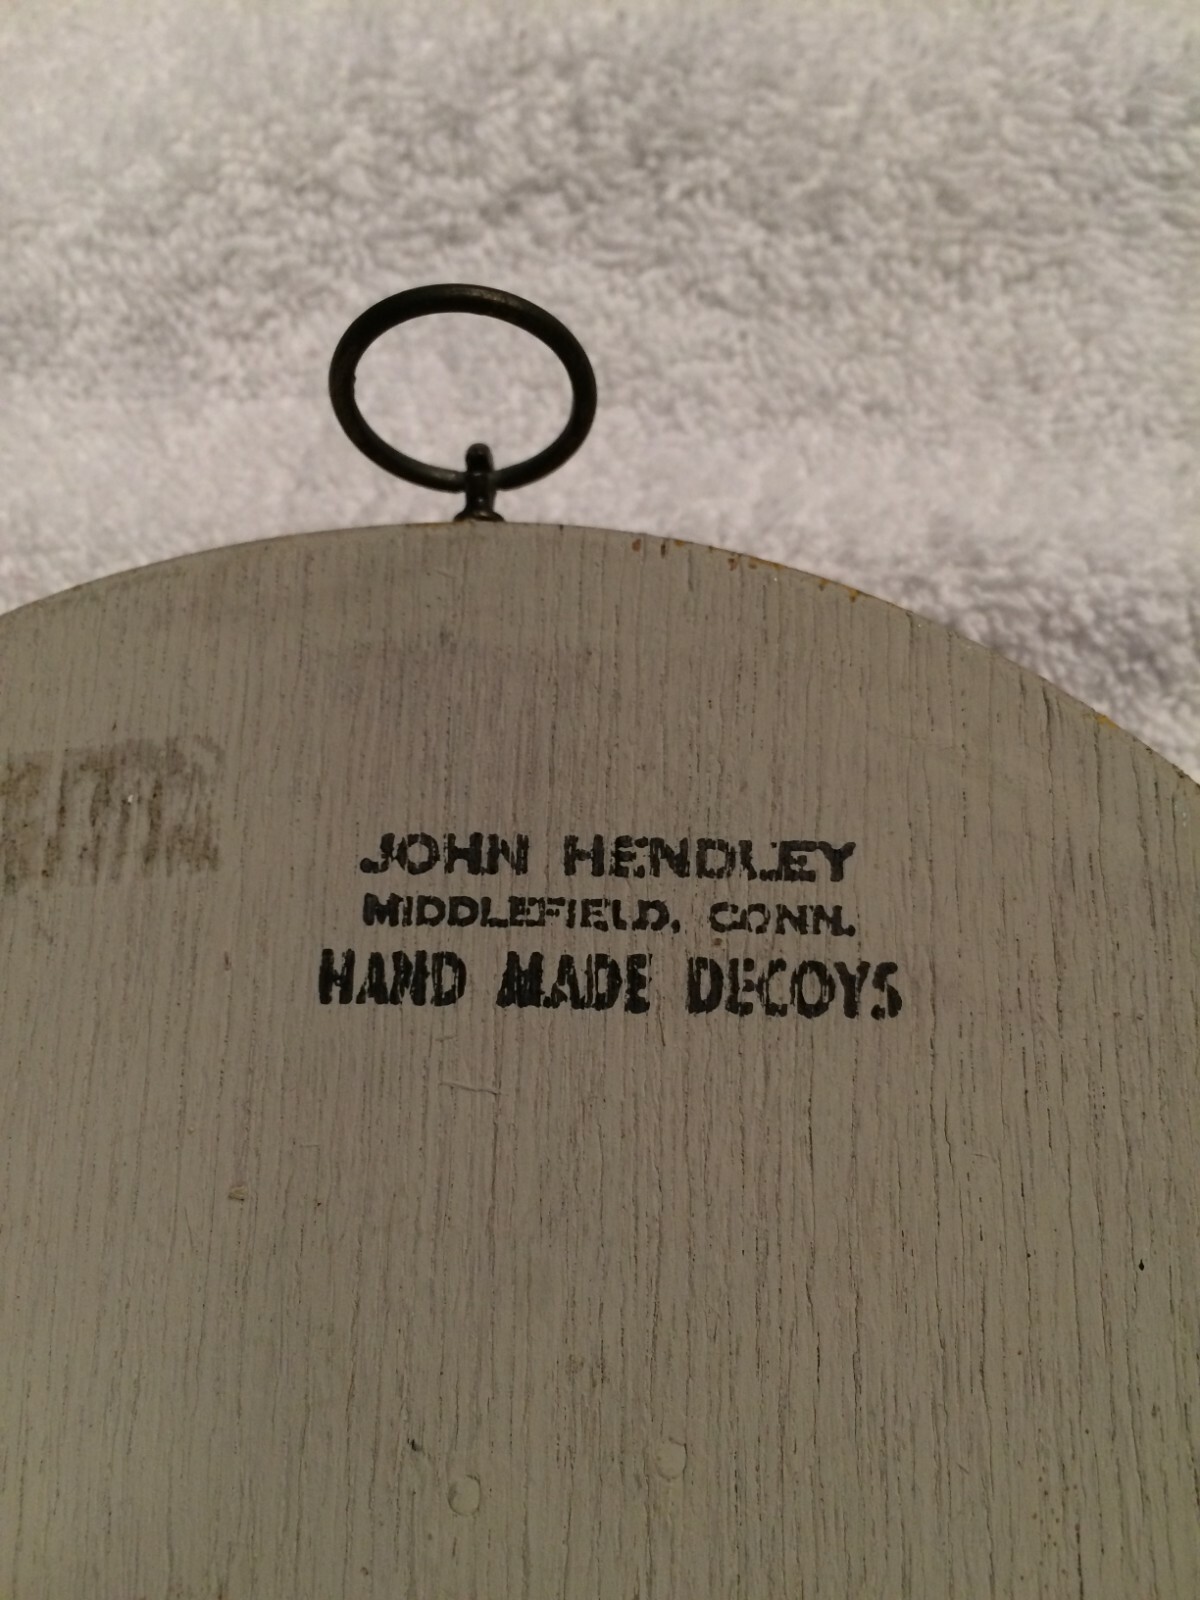 JOHN HENDLEY
MIDDLEFIELD, CONN.
HAND MADE DECOYS